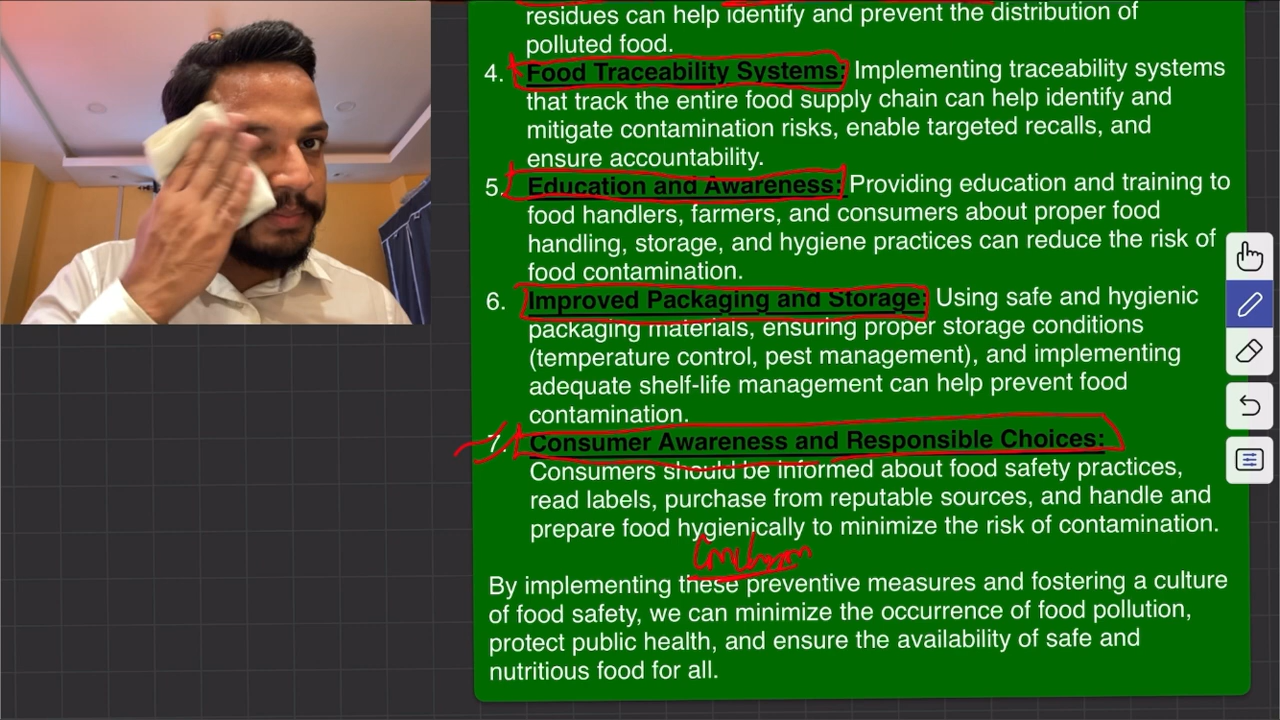 residues can help identify and prevent the distribution of
polluted food.
4. Food Traceability Systems: Implementing traceability systems
that track the entire food supply chain can help identify and
mitigate contamination risks, enable targeted recalls, and
ensure accountability.
5. Education and Awareness: Providing education and training to
food handlers, farmers, and consumers about proper food
handling, storage, and hygiene practices can reduce the risk of
food contamination.
6. Improved Packaging and Storage: Using safe and hygienic
packaging materials, ensuring proper storage conditions
(temperature control, pest management), and implementing
adequate shelf-life management can help prevent food
contamination.
7. Consumer Awareness and Responsible Choices:
Consumers should be informed about food safety practices,
read labels, purchase from reputable sources, and handle and
prepare food hygienically to minimize the risk of contamination.
Conclusion
By implementing these preventive measures and fostering a culture
of food safety, we can minimize the occurrence of food pollution,
protect public health, and ensure the availability of safe and
nutritious food for all.